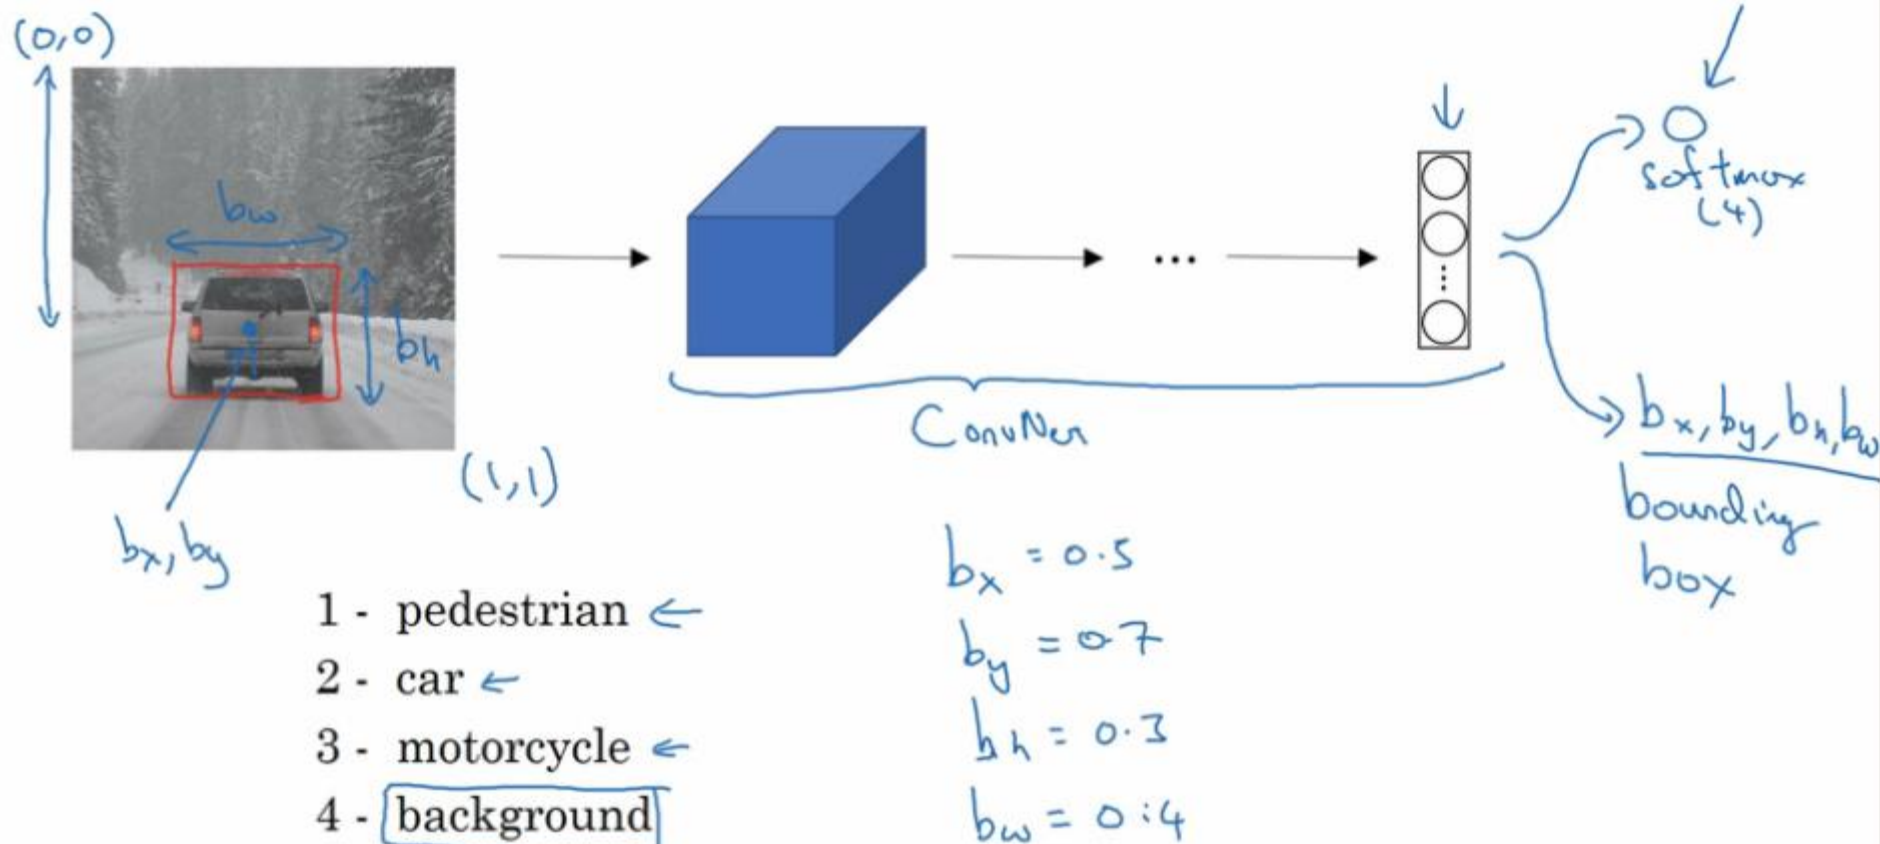 (0,0)
bw
bh
(1,1)
bx, by
ConvNet
softmax
(4)
bx, by, bh, bw
bounding
box
1 - pedestrian
2 - car
3 - motorcycle
4 - background
bx = 0.5
by = 0.7
bh = 0.3
bw = 0.4